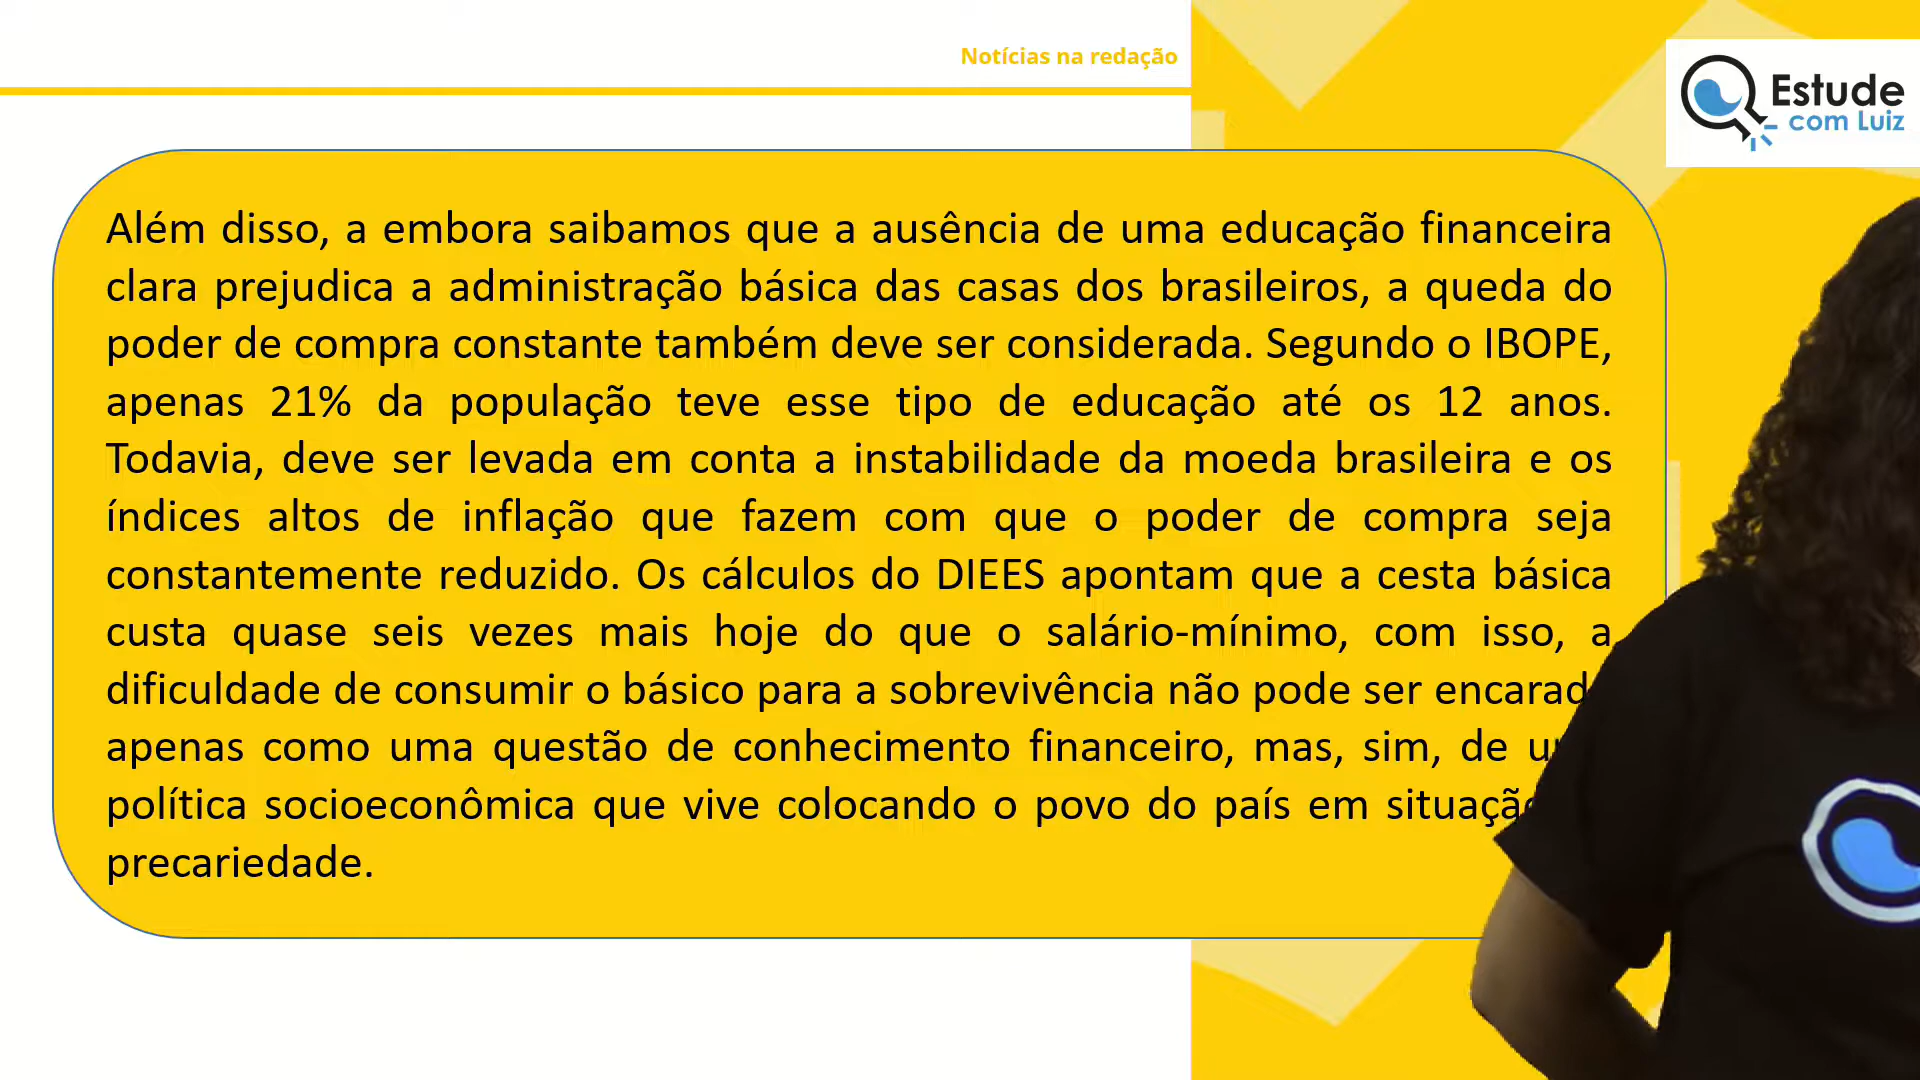 Notícias na redação
Estude
com Luiz
Além disso, a embora saibamos que a ausência de uma educação financeira
clara prejudica a administração básica das casas dos brasileiros, a queda do
poder de compra constante também deve ser considerada. Segundo o IBOPE,
apenas 21% da população teve esse tipo de educação até os 12 anos.
Todavia, deve ser levada em conta a instabilidade da moeda brasileira e os
índices altos de inflação que fazem com que o poder de compra seja
constantemente reduzido. Os cálculos do DIEES apontam que a cesta básica
custa quase seis vezes mais hoje do que o salário-mínimo, com isso, a
dificuldade de consumir o básico para a sobrevivência não pode ser
apenas como uma questão de conhecimento financeiro, mas, sim, de
política socioeconômica que vive colocando o povo do país em
precariedade.